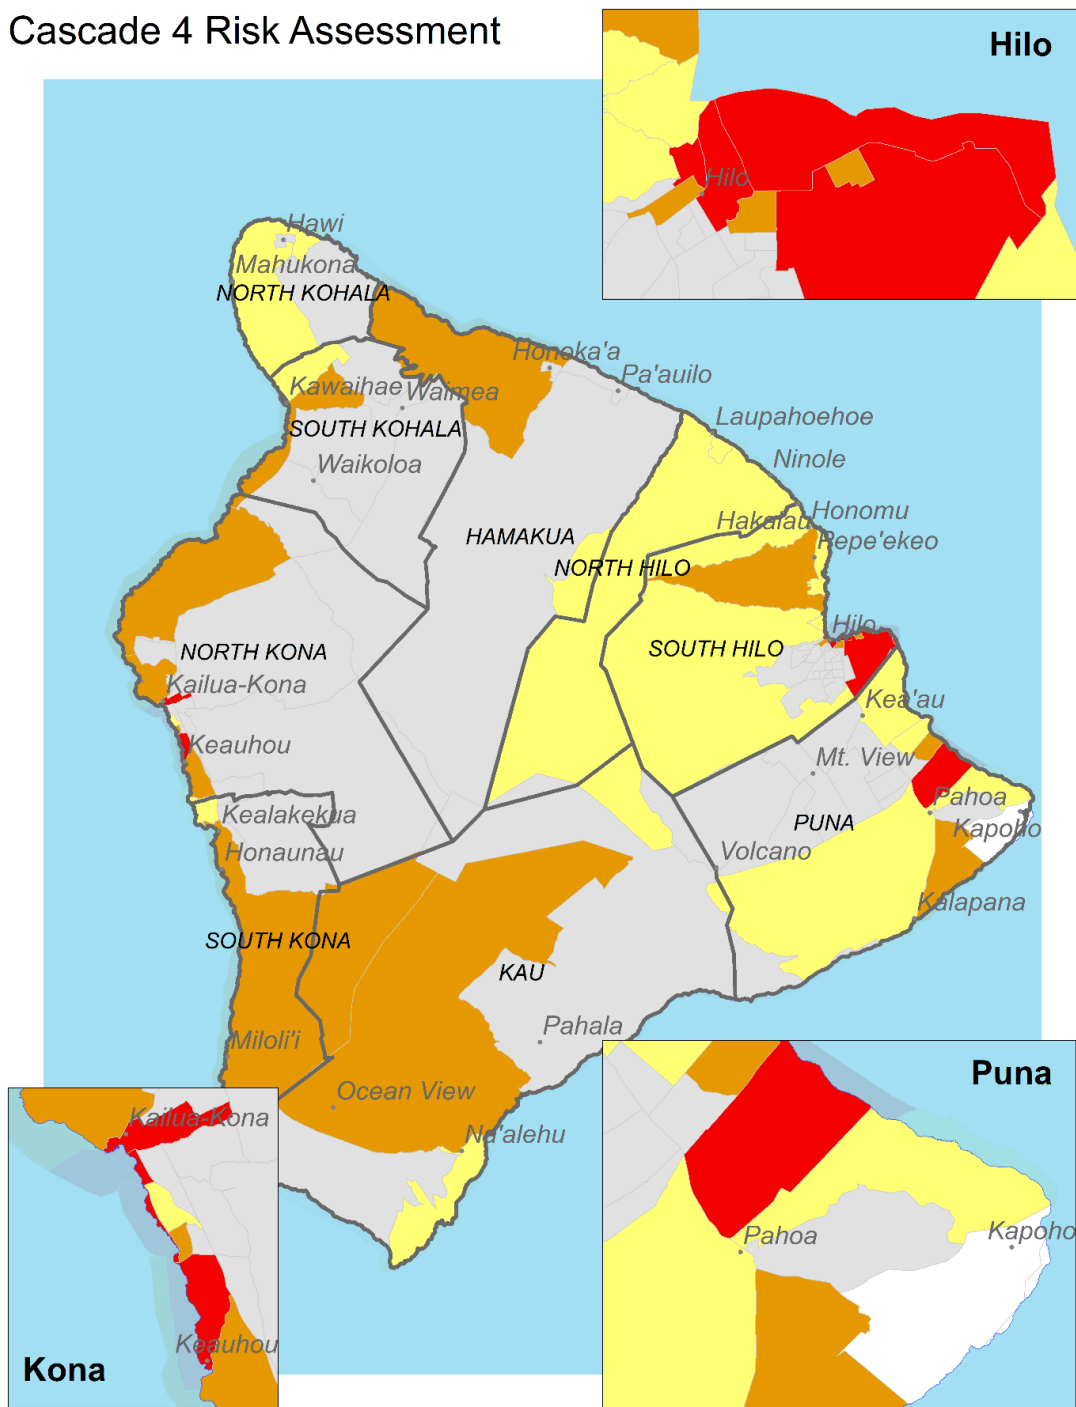 Cascade 4 Risk Assessment
Hilo
Hilo
Hawi
Mahukona
NORTH KOHALA
Honoka'a
Pa'auilo
Kawaihae
Waimea
Laupahoehoe
SOUTH KOHALA
Waikoloa
Ninole
Honomu
Hakalau
HAMAKUA
Pepe'ekeo
NORTH HILO
Hilo
NORTH KONA
SOUTH HILO
Kailua-Kona
Kea'au
Keauhou
Mt. View
Pahoa
Kealakekua
PUNA
Kapoho
Honaunau
Volcano
Kalapana
SOUTH KONA
KAU
Pahala
Miloli'i
Ocean View
Na'alehu
Kailua-Kona
Keauhou
Kona
Puna
Pahoa
Kapoho